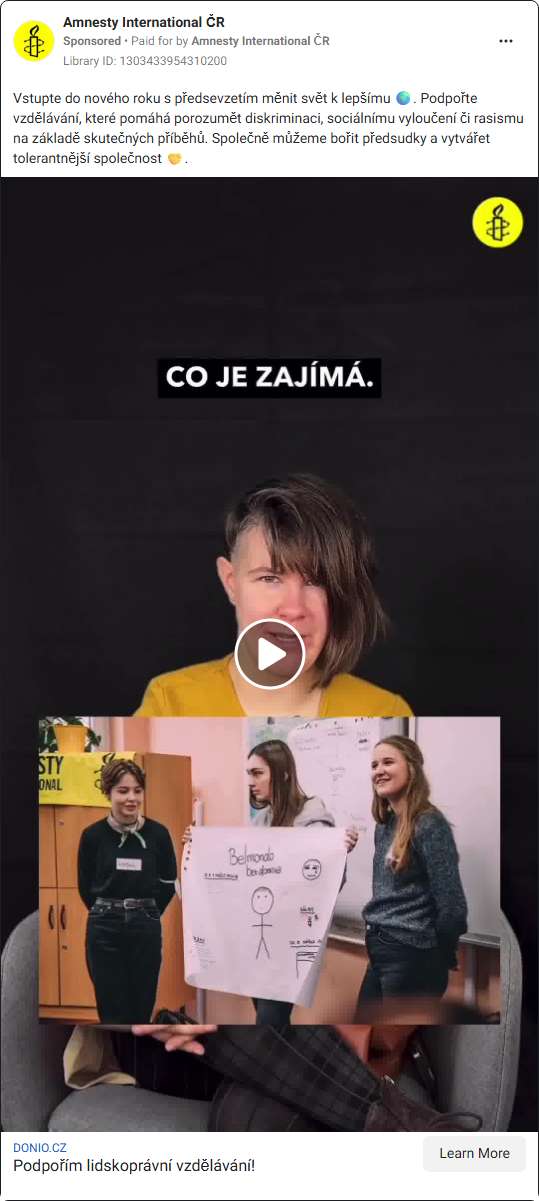 Amnesty International ČR
Sponsored • Paid for by Amnesty International ČR
Library ID: 1303433954310200
Vstupte do nového roku s předsevzetím měnit svět k lepšímu 🌍 . Podpořte
vzdělávání, které pomáhá porozumět diskriminaci, sociálnímu vyloučení či rasismu
na základě skutečných příběhů. Společně můžeme bořit předsudky a vytvářet
tolerantnější společnost 🤝 .
CO JE ZAJÍMÁ.
STY
ONAL
Belmondo
DONIO.CZ
Podpořím lidskoprávní vzdělávání!
Learn More